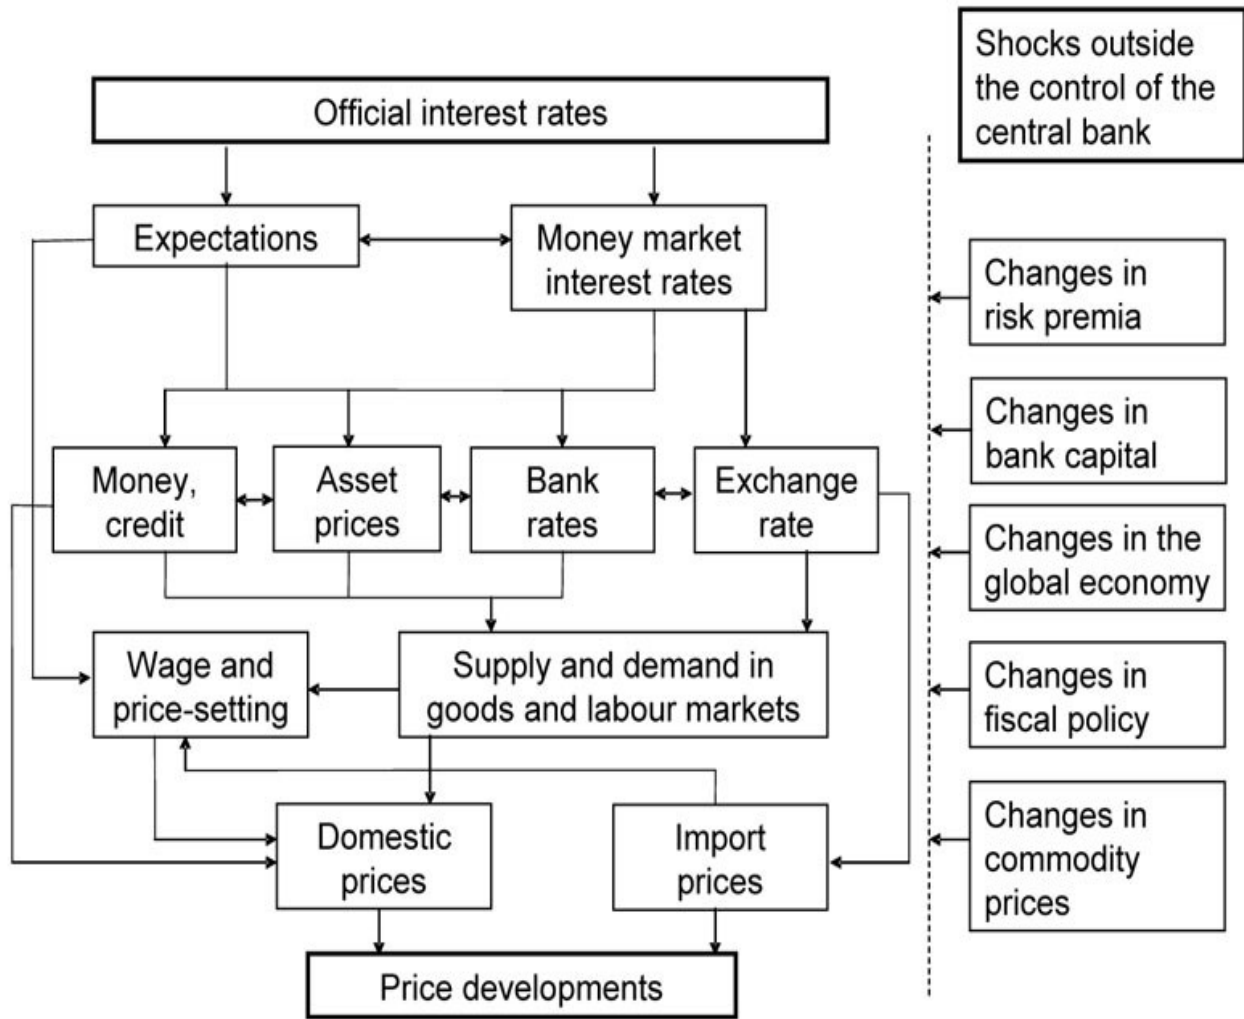 Shocks outside
the control of the
central bank
Official interest rates
Expectations
Money market
interest rates
Changes in
risk premia
Changes in
bank capital
Money,
credit
Asset
prices
Bank
rates
Exchange
rate
Changes in the
global economy
Wage and
price-setting
Supply and demand in
goods and labour markets
Changes in
fiscal policy
Domestic
prices
Import
prices
Changes in
commodity
prices
Price developments